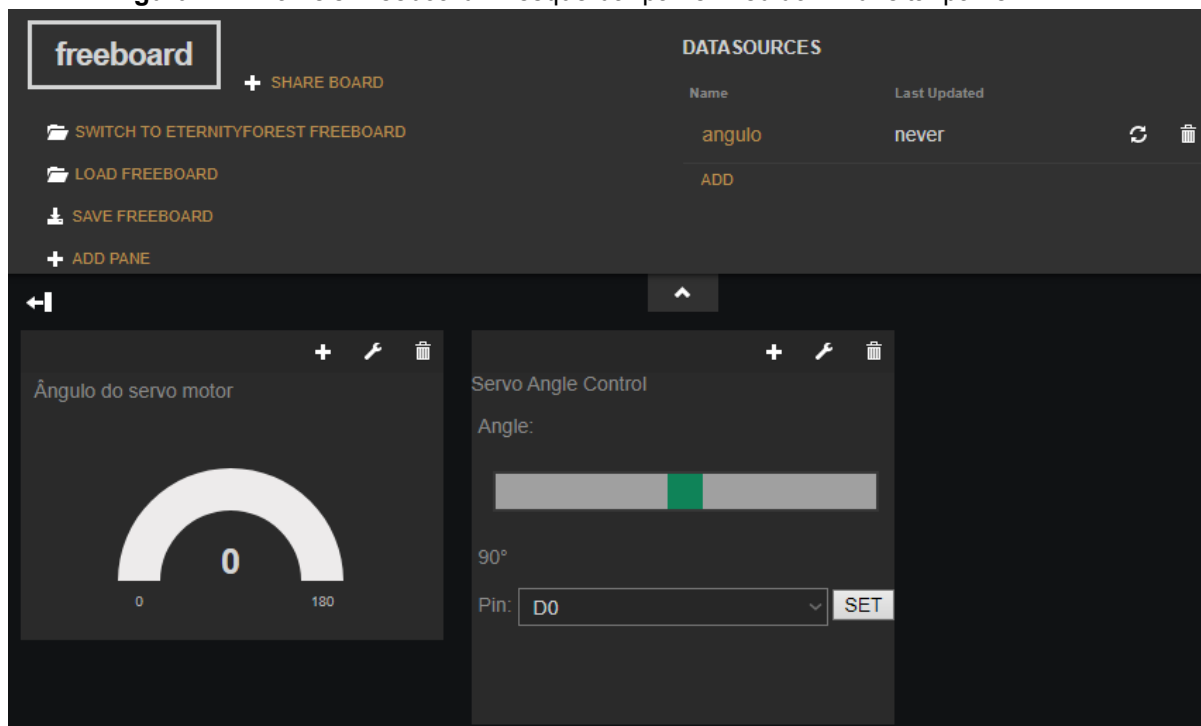 freeboard
SHARE BOARD
SWITCH TO ETERNITYFOREST FREEBOARD
LOAD FREEBOARD
SAVE FREEBOARD
ADD PANE
DATASOURCES
Name Last Updated
angulo never
ADD
Ângulo do servo motor
0
0 180
Servo Angle Control
Angle:
90°
Pin: D0 SET